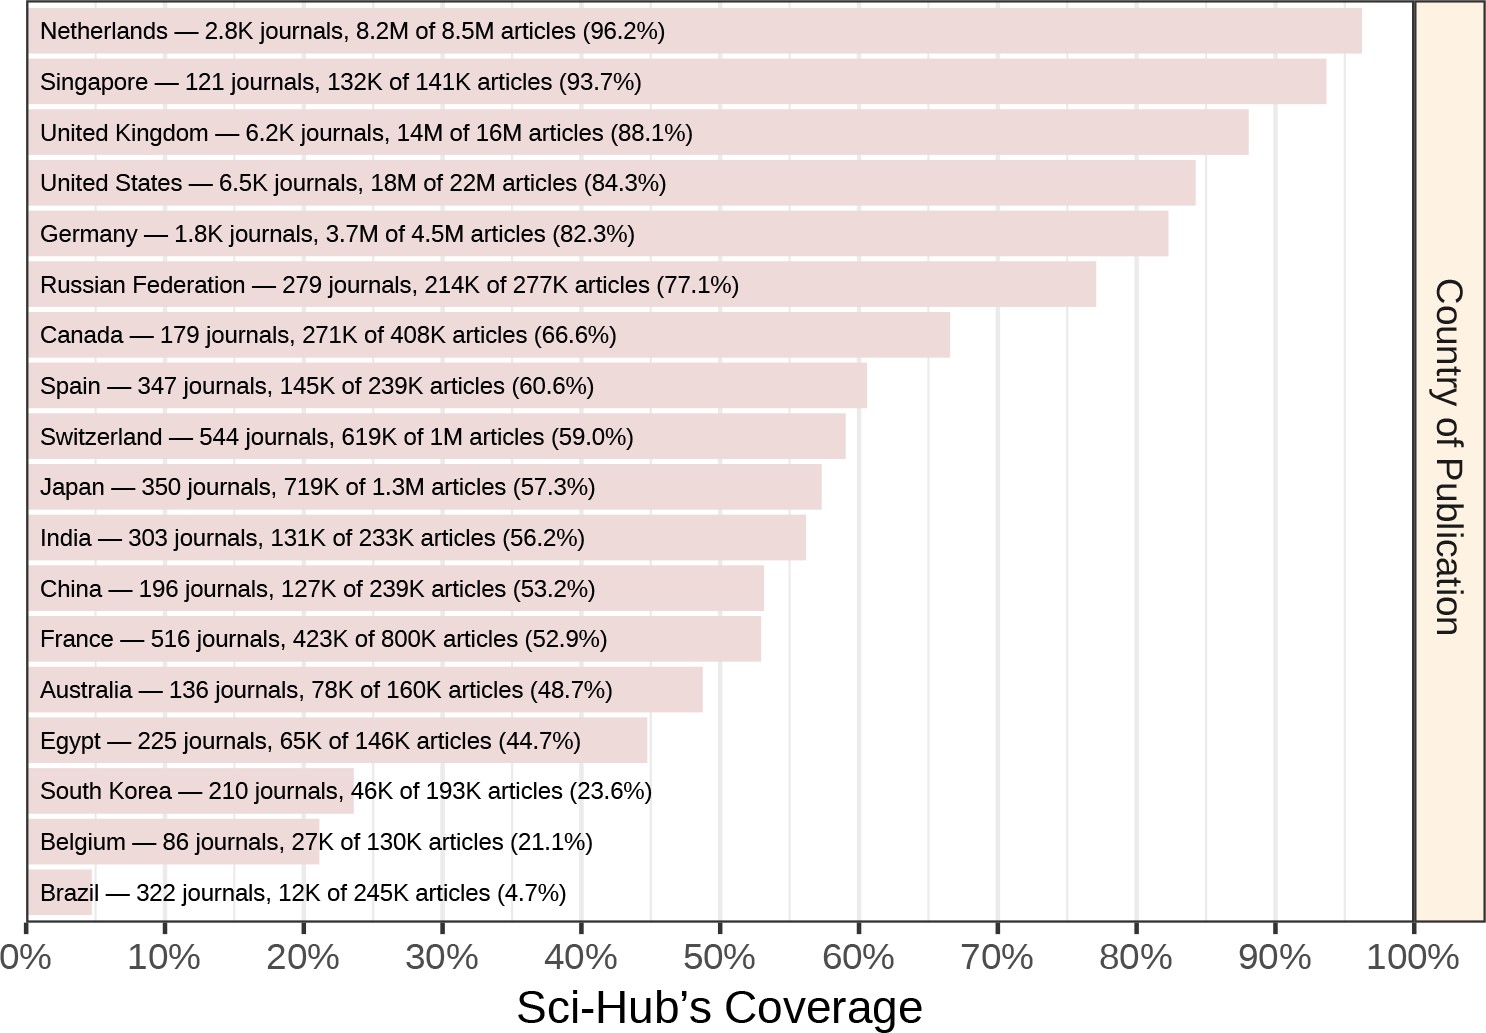 Netherlands — 2.8K journals, 8.2M of 8.5M articles (96.2%)
Singapore — 121 journals, 132K of 141K articles (93.7%)
United Kingdom — 6.2K journals, 14M of 16M articles (88.1%)
United States — 6.5K journals, 18M of 22M articles (84.3%)
Germany — 1.8K journals, 3.7M of 4.5M articles (82.3%)
Russian Federation — 279 journals, 214K of 277K articles (77.1%)
Canada — 179 journals, 271K of 408K articles (66.6%)
Spain — 347 journals, 145K of 239K articles (60.6%)
Switzerland — 544 journals, 619K of 1M articles (59.0%)
Japan — 350 journals, 719K of 1.3M articles (57.3%)
India — 303 journals, 131K of 233K articles (56.2%)
China — 196 journals, 127K of 239K articles (53.2%)
France — 516 journals, 423K of 800K articles (52.9%)
Australia — 136 journals, 78K of 160K articles (48.7%)
Egypt — 225 journals, 65K of 146K articles (44.7%)
South Korea — 210 journals, 46K of 193K articles (23.6%)
Belgium — 86 journals, 27K of 130K articles (21.1%)
Brazil — 322 journals, 12K of 245K articles (4.7%)
Country of Publication
0% 10% 20% 30% 40% 50% 60% 70% 80% 90% 100%
Sci-Hub’s Coverage